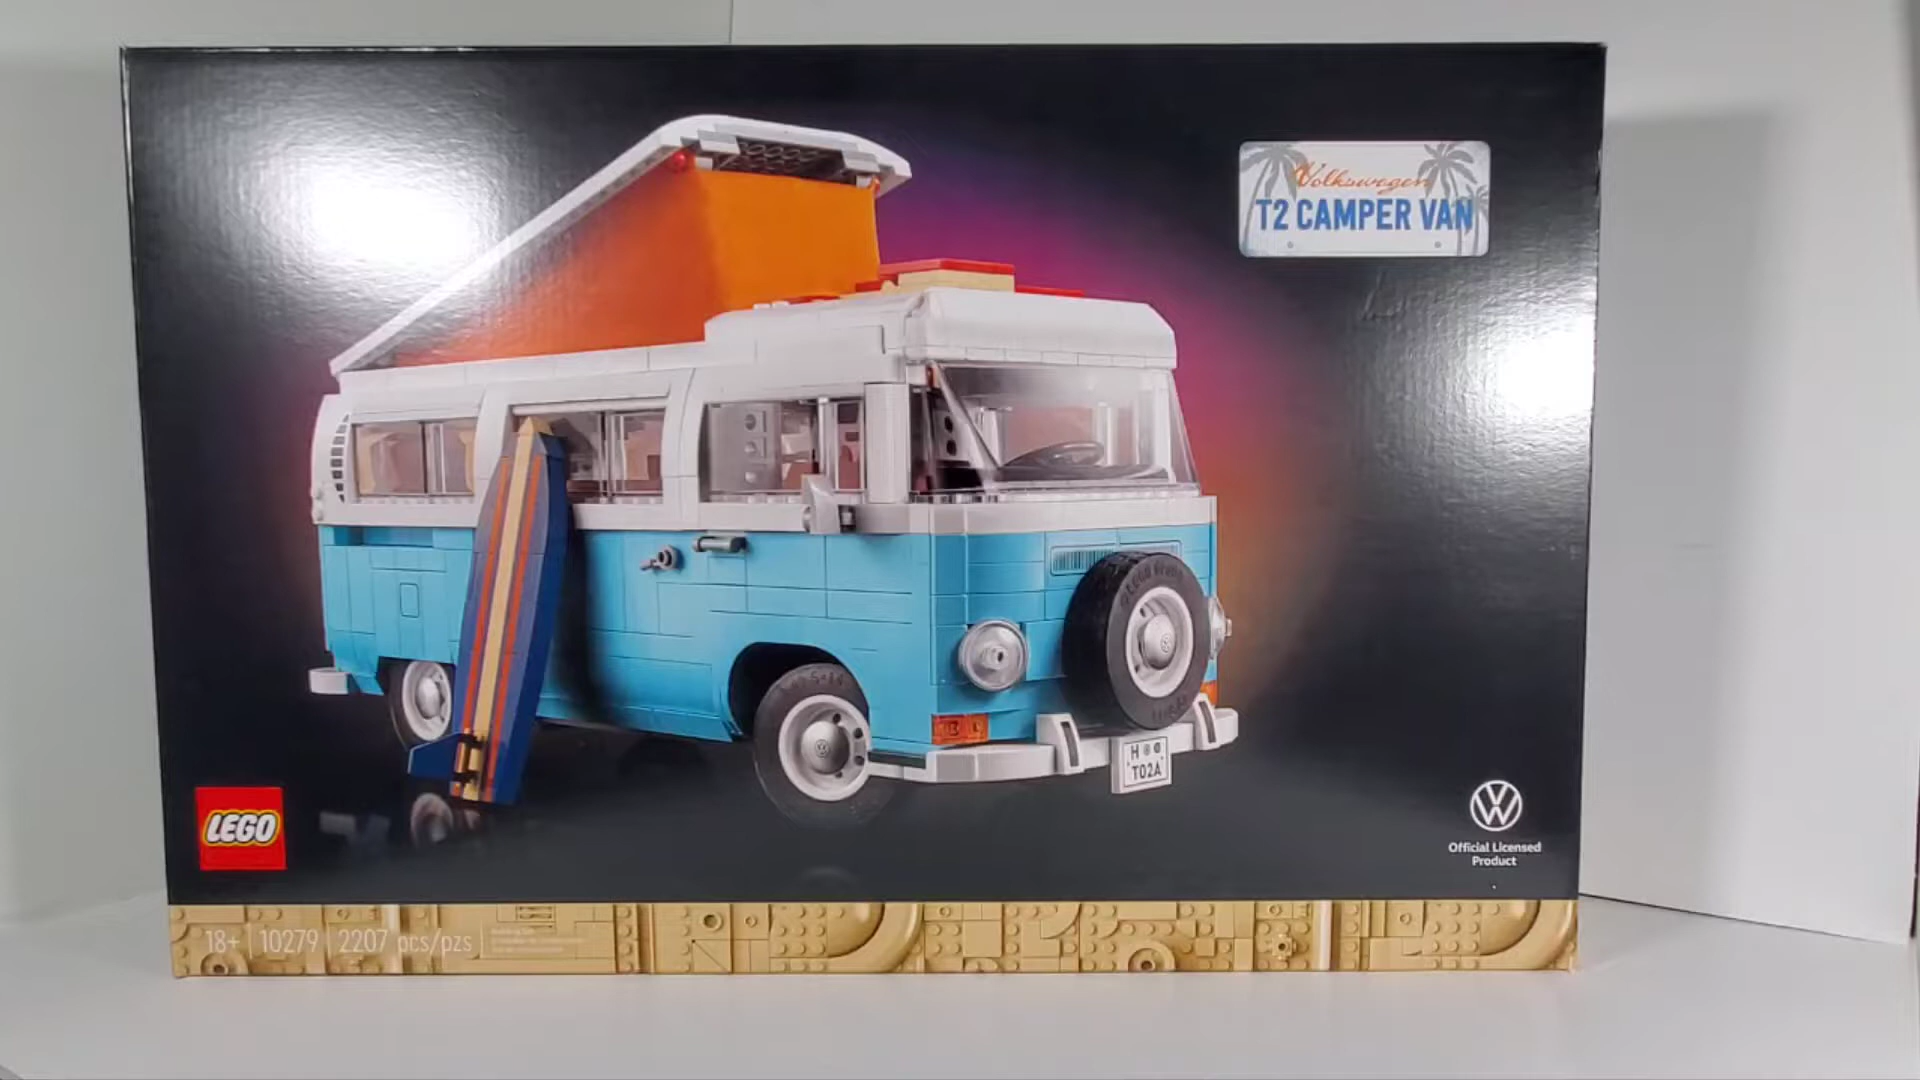 Volkswagen
T2 CAMPER VAN
H
T02A
LEGO
Official Licensed
Product
18+ 10279 2207 pcs/pzs